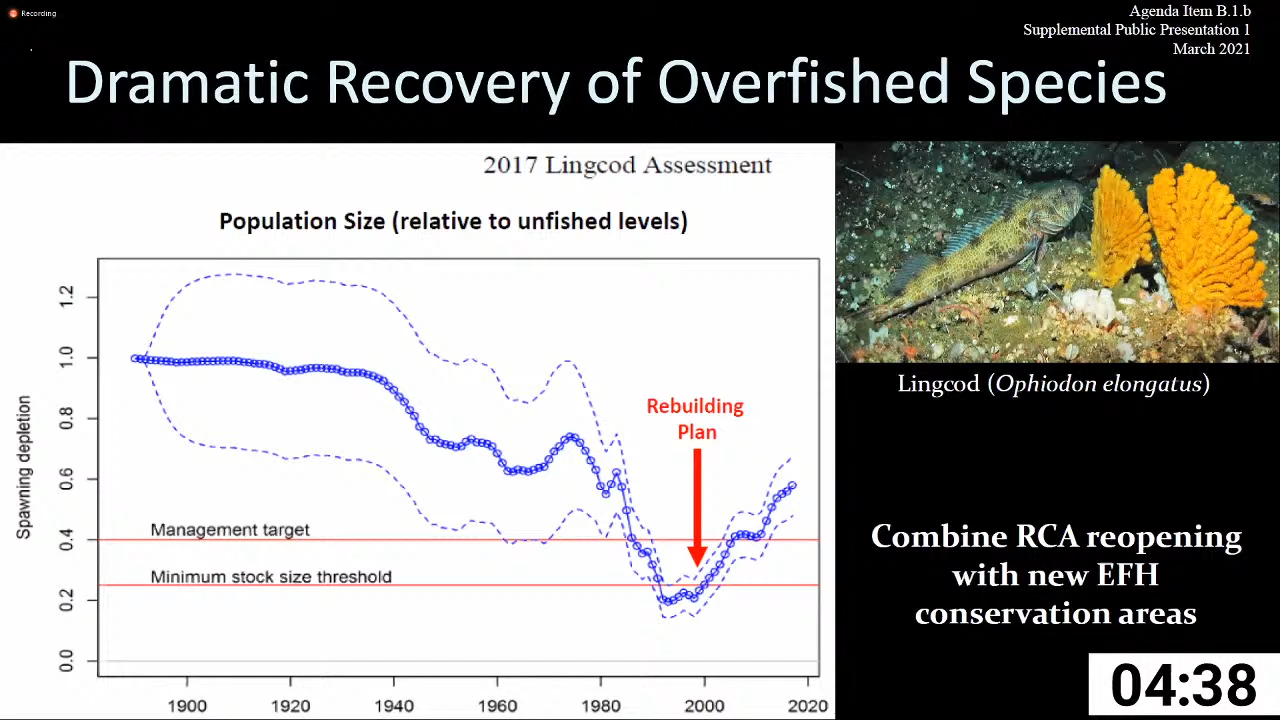 Recording
Agenda Item B.1.b
Supplemental Public Presentation 1
March 2021
Dramatic Recovery of Overfished Species
2017 Lingcod Assessment
Population Size (relative to unfished levels)
Spawning depletion
1.2
1.0
0.8
0.6
0.4
0.2
0.0
Management target
Minimum stock size threshold
Rebuilding
Plan
1900 1920 1940 1960 1980 2000 2020
Lingcod (Ophiodon elongatus)
Combine RCA reopening
with new EFH
conservation areas
04:38